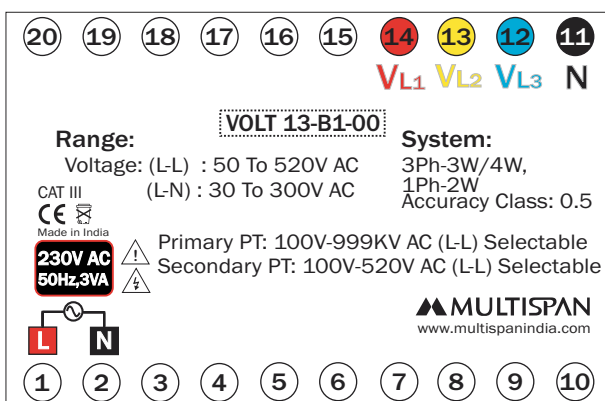 20 19 18 17 16 15 14 13 12 11
VL1 VL2 VL3 N
VOLT 13-B1-00
Range:
Voltage: (L-L) : 50 To 520V AC
(L-N) : 30 To 300V AC
System:
3Ph-3W/4W,
1Ph-2W
Accuracy Class: 0.5
CAT III
CE
Made in India
230V AC
50Hz,3VA
Primary PT: 100V-999KV AC (L-L) Selectable
Secondary PT: 100V-520V AC (L-L) Selectable
MULTISPAN
www.multispanindia.com
L N
1 2 3 4 5 6 7 8 9 10